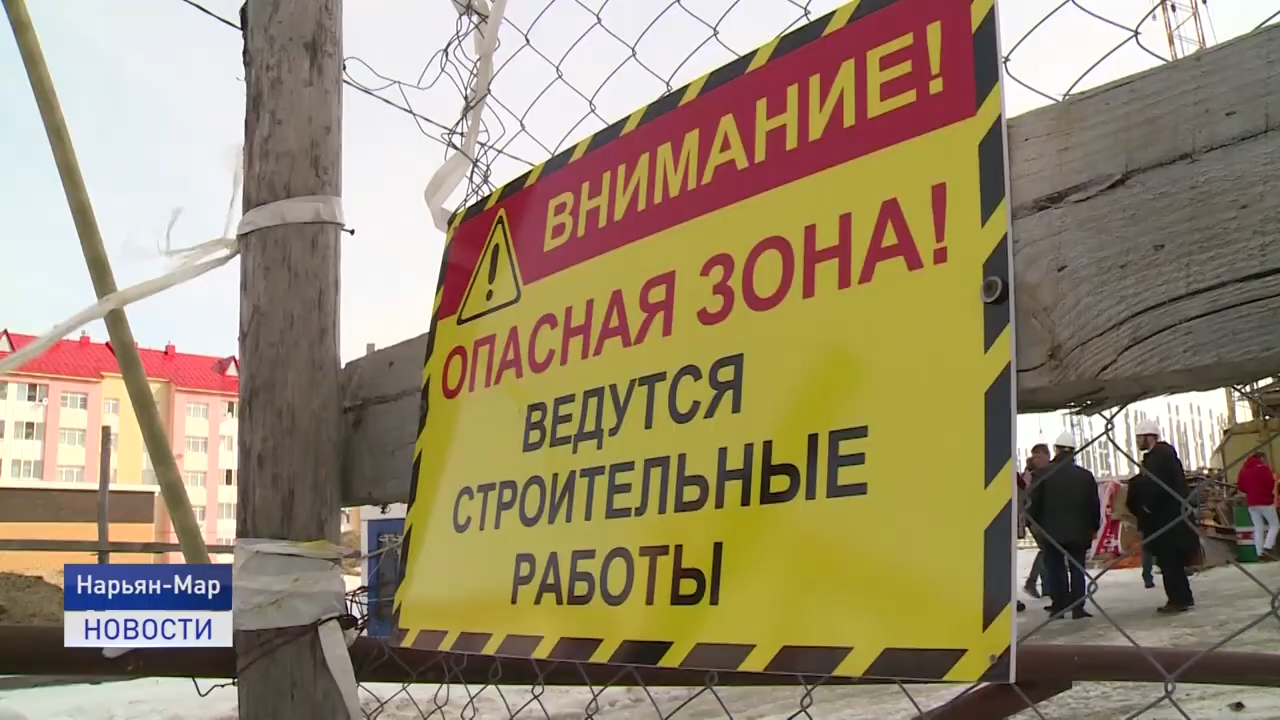 ВНИМАНИЕ!
ОПАСНАЯ ЗОНА!
ВЕДУТСЯ
СТРОИТЕЛЬНЫЕ
РАБОТЫ
Нарьян-Мар
НОВОСТИ